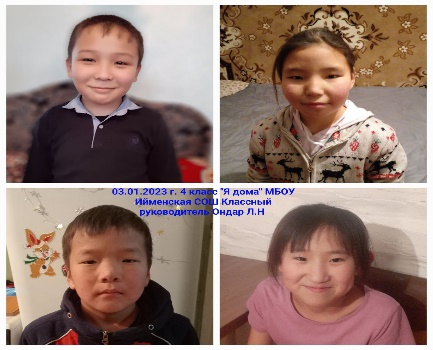 03.01.2023 г. 4 класс "Я дома" МБОУ
Ийменская СОШ Классный
руководитель Ондар Л.Н